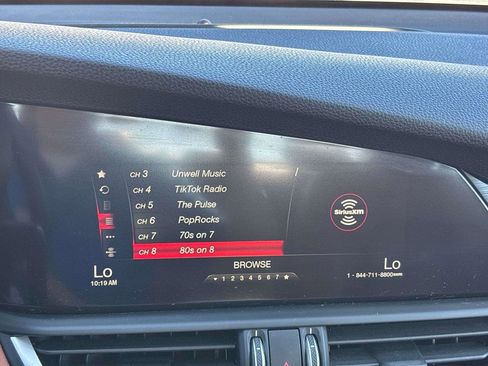 CH 3 Unwell Music
CH 4 TikTok Radio
CH 5 The Pulse
CH 6 PopRocks
CH 7 70s on 7
CH 8 80s on 8
SiriusXM
BROWSE
1 2 3 4 5 6 7
Lo
10:19 AM
Lo
1 - 844-711-8800